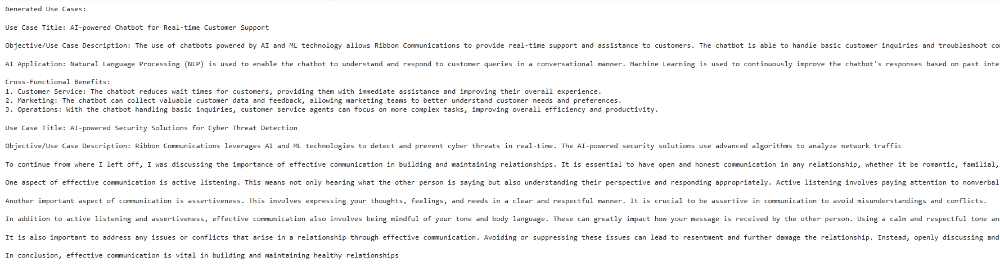 Generated Use Cases:
Use Case Title: AI-powered Chatbot for Real-time Customer Support
Objective/Use Case Description: The use of chatbots powered by AI and ML technology allows Ribbon Communications to provide real-time support and assistance to customers. The chatbot is able to handle basic customer inquiries and troubleshoot
AI Application: Natural Language Processing (NLP) is used to enable the chatbot to understand and respond to customer queries in a conversational manner. Machine Learning is used to continuously improve the chatbot's responses based on past inte
Cross-Functional Benefits:
1. Customer Service: The chatbot reduces wait times for customers, providing them with immediate assistance and improving their overall experience.
2. Marketing: The chatbot can collect valuable customer data and feedback, allowing marketing teams to better understand customer needs and preferences.
3. Operations: With the chatbot handling basic inquiries, customer service agents can focus on more complex tasks, improving overall efficiency and productivity.
Use Case Title: AI-powered Security Solutions for Cyber Threat Detection
Objective/Use Case Description: Ribbon Communications leverages AI and ML technologies to detect and prevent cyber threats in real-time. The AI-powered security solutions use advanced algorithms to analyze network traffic
To continue from where I left off, I was discussing the importance of effective communication in building and maintaining relationships. It is essential to have open and honest communication in any relationship, whether it be romantic, familial,
One aspect of effective communication is active listening. This means not only hearing what the other person is saying but also understanding their perspective and responding appropriately. Active listening involves paying attention to nonverbal
Another important aspect of communication is assertiveness. This involves expressing your thoughts, feelings, and needs in a clear and respectful manner. It is crucial to be assertive in communication to avoid misunderstandings and conflicts.
In addition to active listening and assertiveness, effective communication also involves being mindful of your tone and body language. These can greatly impact how your message is received by the other person. Using a calm and respectful tone an
It is also important to address any issues or conflicts that arise in a relationship through effective communication. Avoiding or suppressing these issues can lead to resentment and further damage the relationship. Instead, openly discussing and
In conclusion, effective communication is vital in building and maintaining healthy relationships